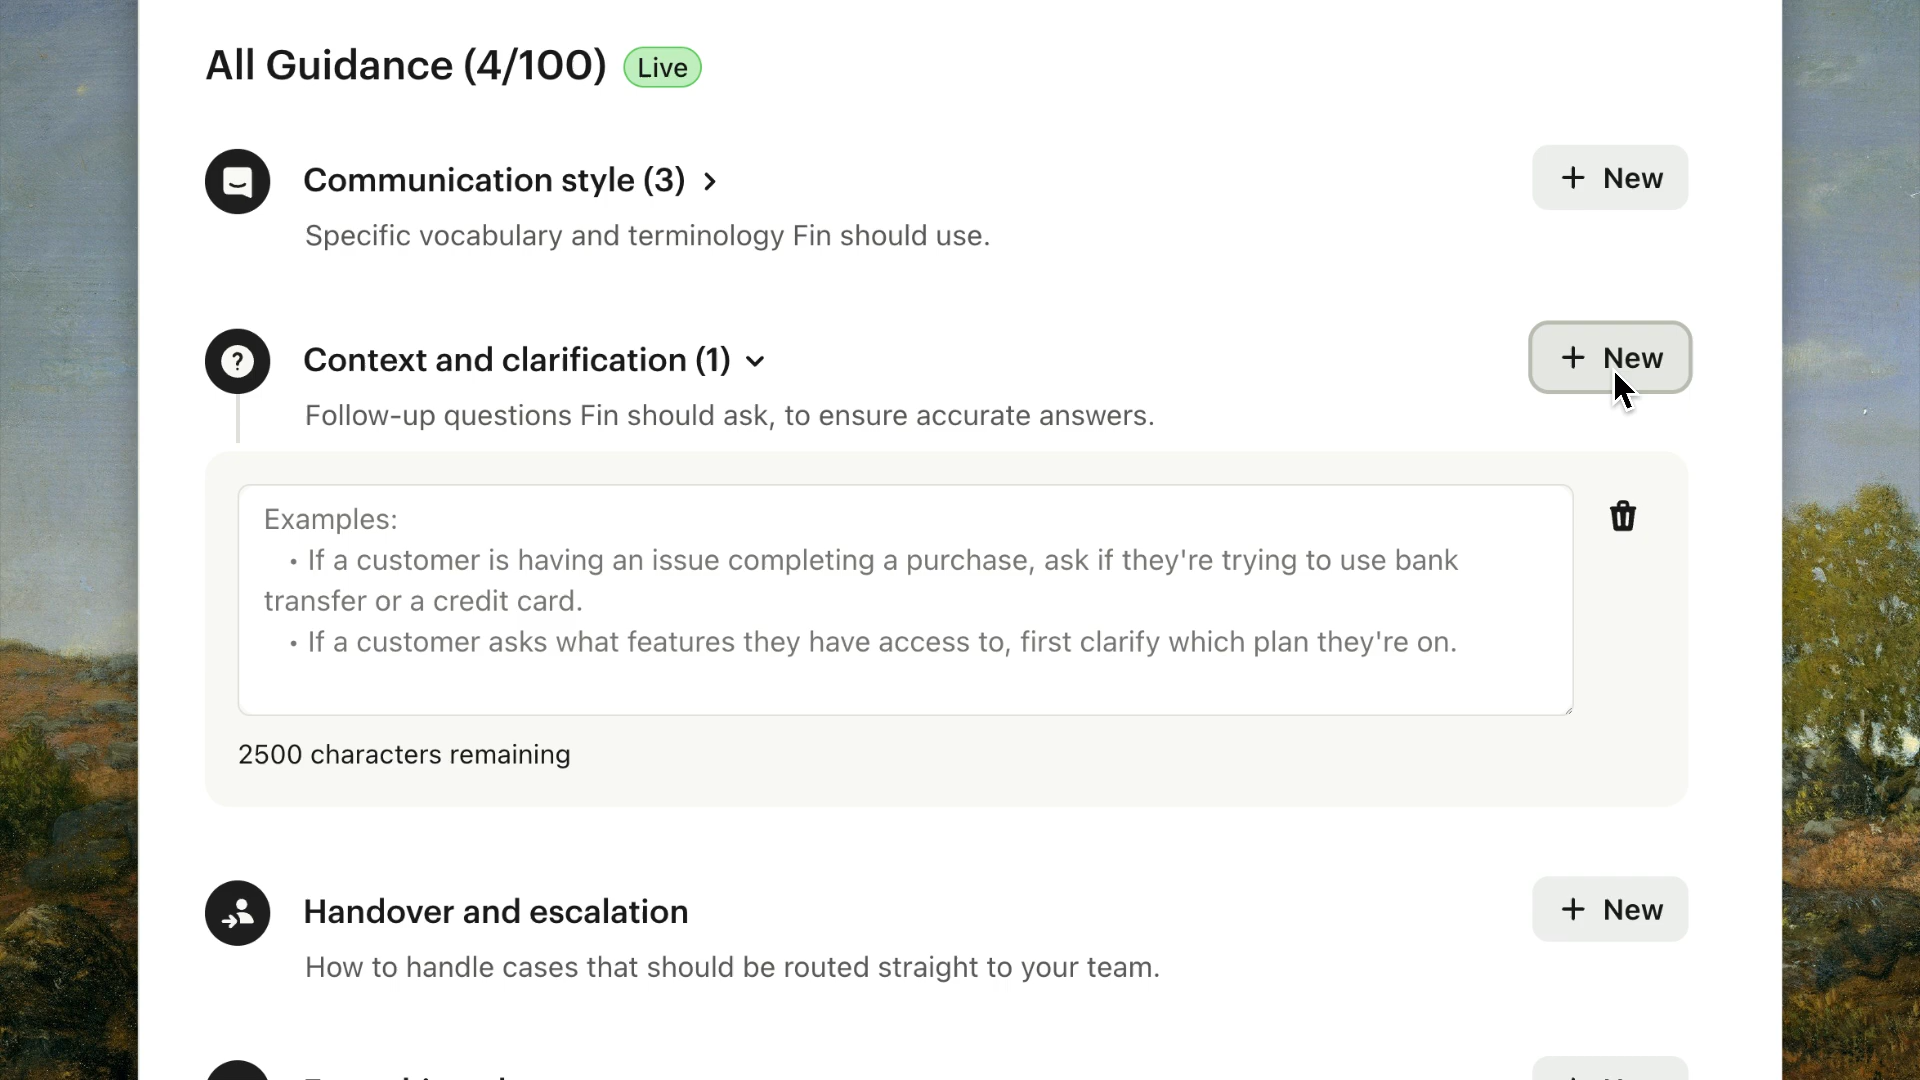 All Guidance (4/100) Live
Communication style (3)
+ New
Specific vocabulary and terminology Fin should use.
?
Context and clarification (1)
+ New
Follow-up questions Fin should ask, to ensure accurate answers.
Examples:
• If a customer is having an issue completing a purchase, ask if they're trying to use bank
transfer or a credit card.
• If a customer asks what features they have access to, first clarify which plan they're on.
2500 characters remaining
Handover and escalation
+ New
How to handle cases that should be routed straight to your team.